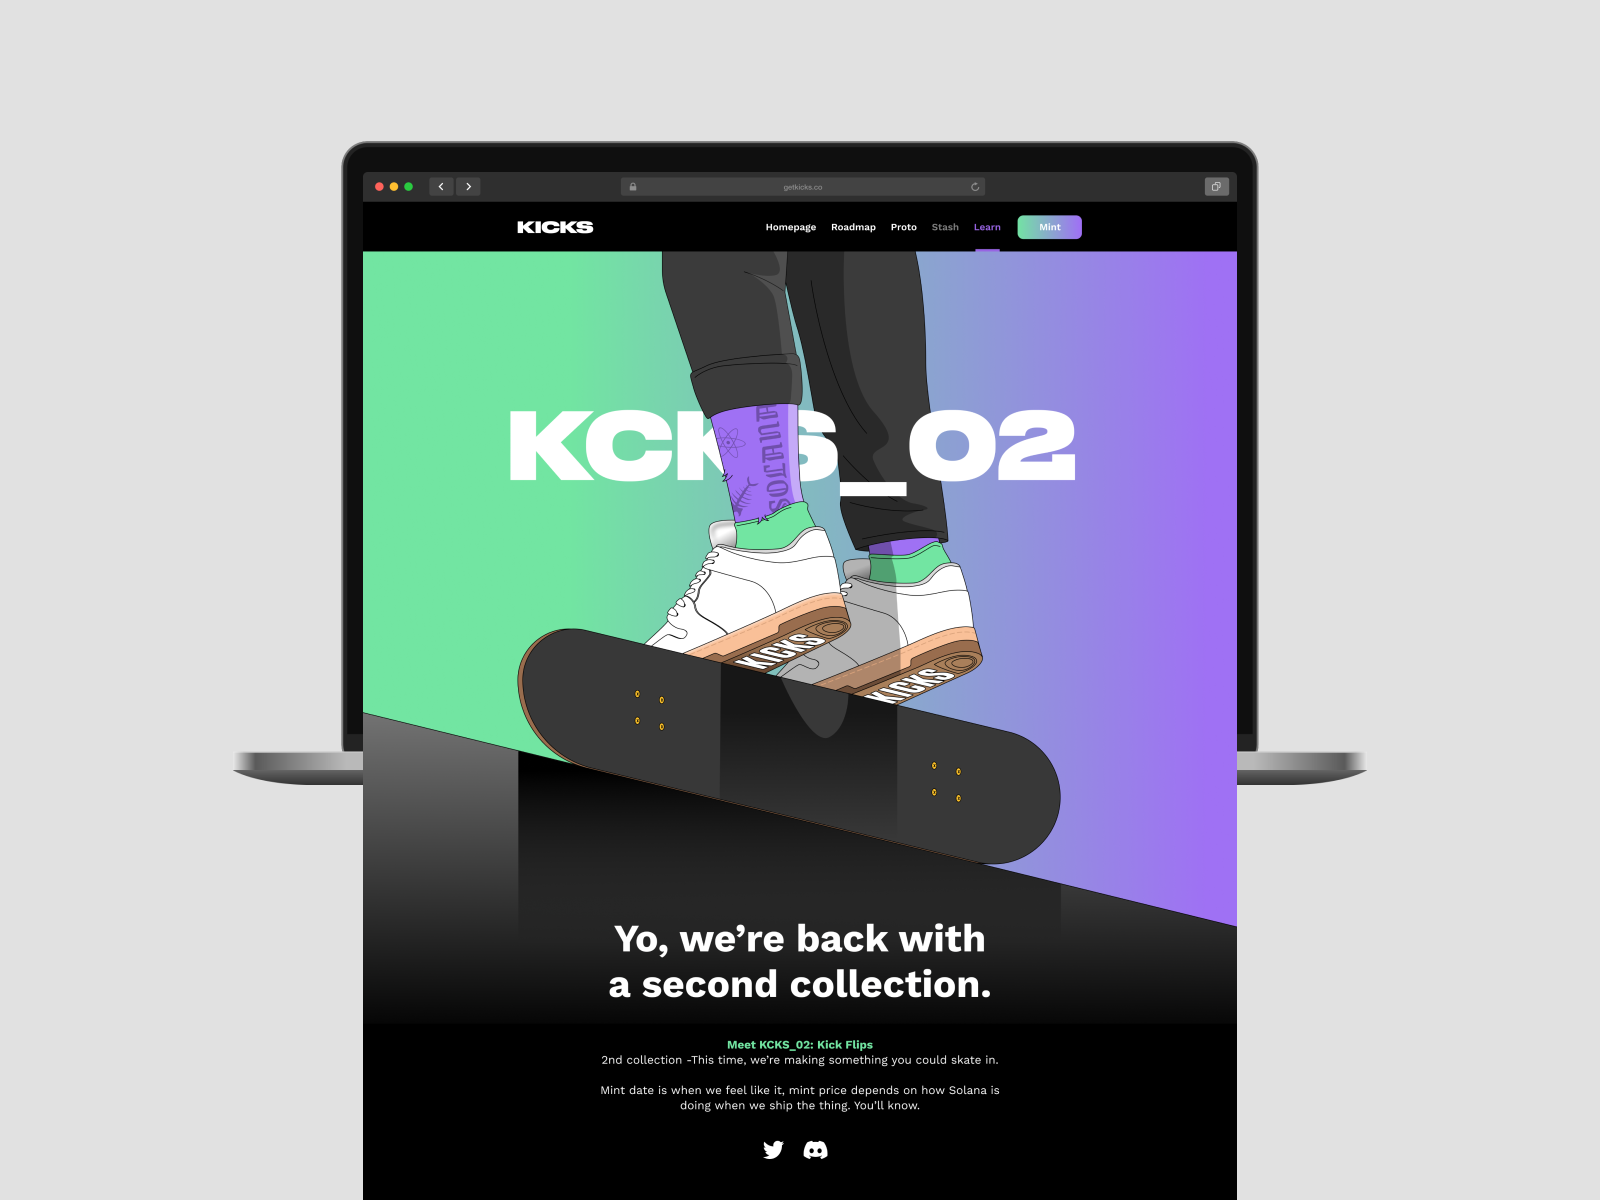 getkicks.co
KICKS
Homepage Roadmap Proto Stash Learn Mint
KCKS_02
SOLANA
KICKS
KICKS
Yo, we’re back with
a second collection.
Meet KCKS_02: Kick Flips
2nd collection -This time, we’re making something you could skate in.
Mint date is when we feel like it, mint price depends on how Solana is
doing when we ship the thing. You’ll know.